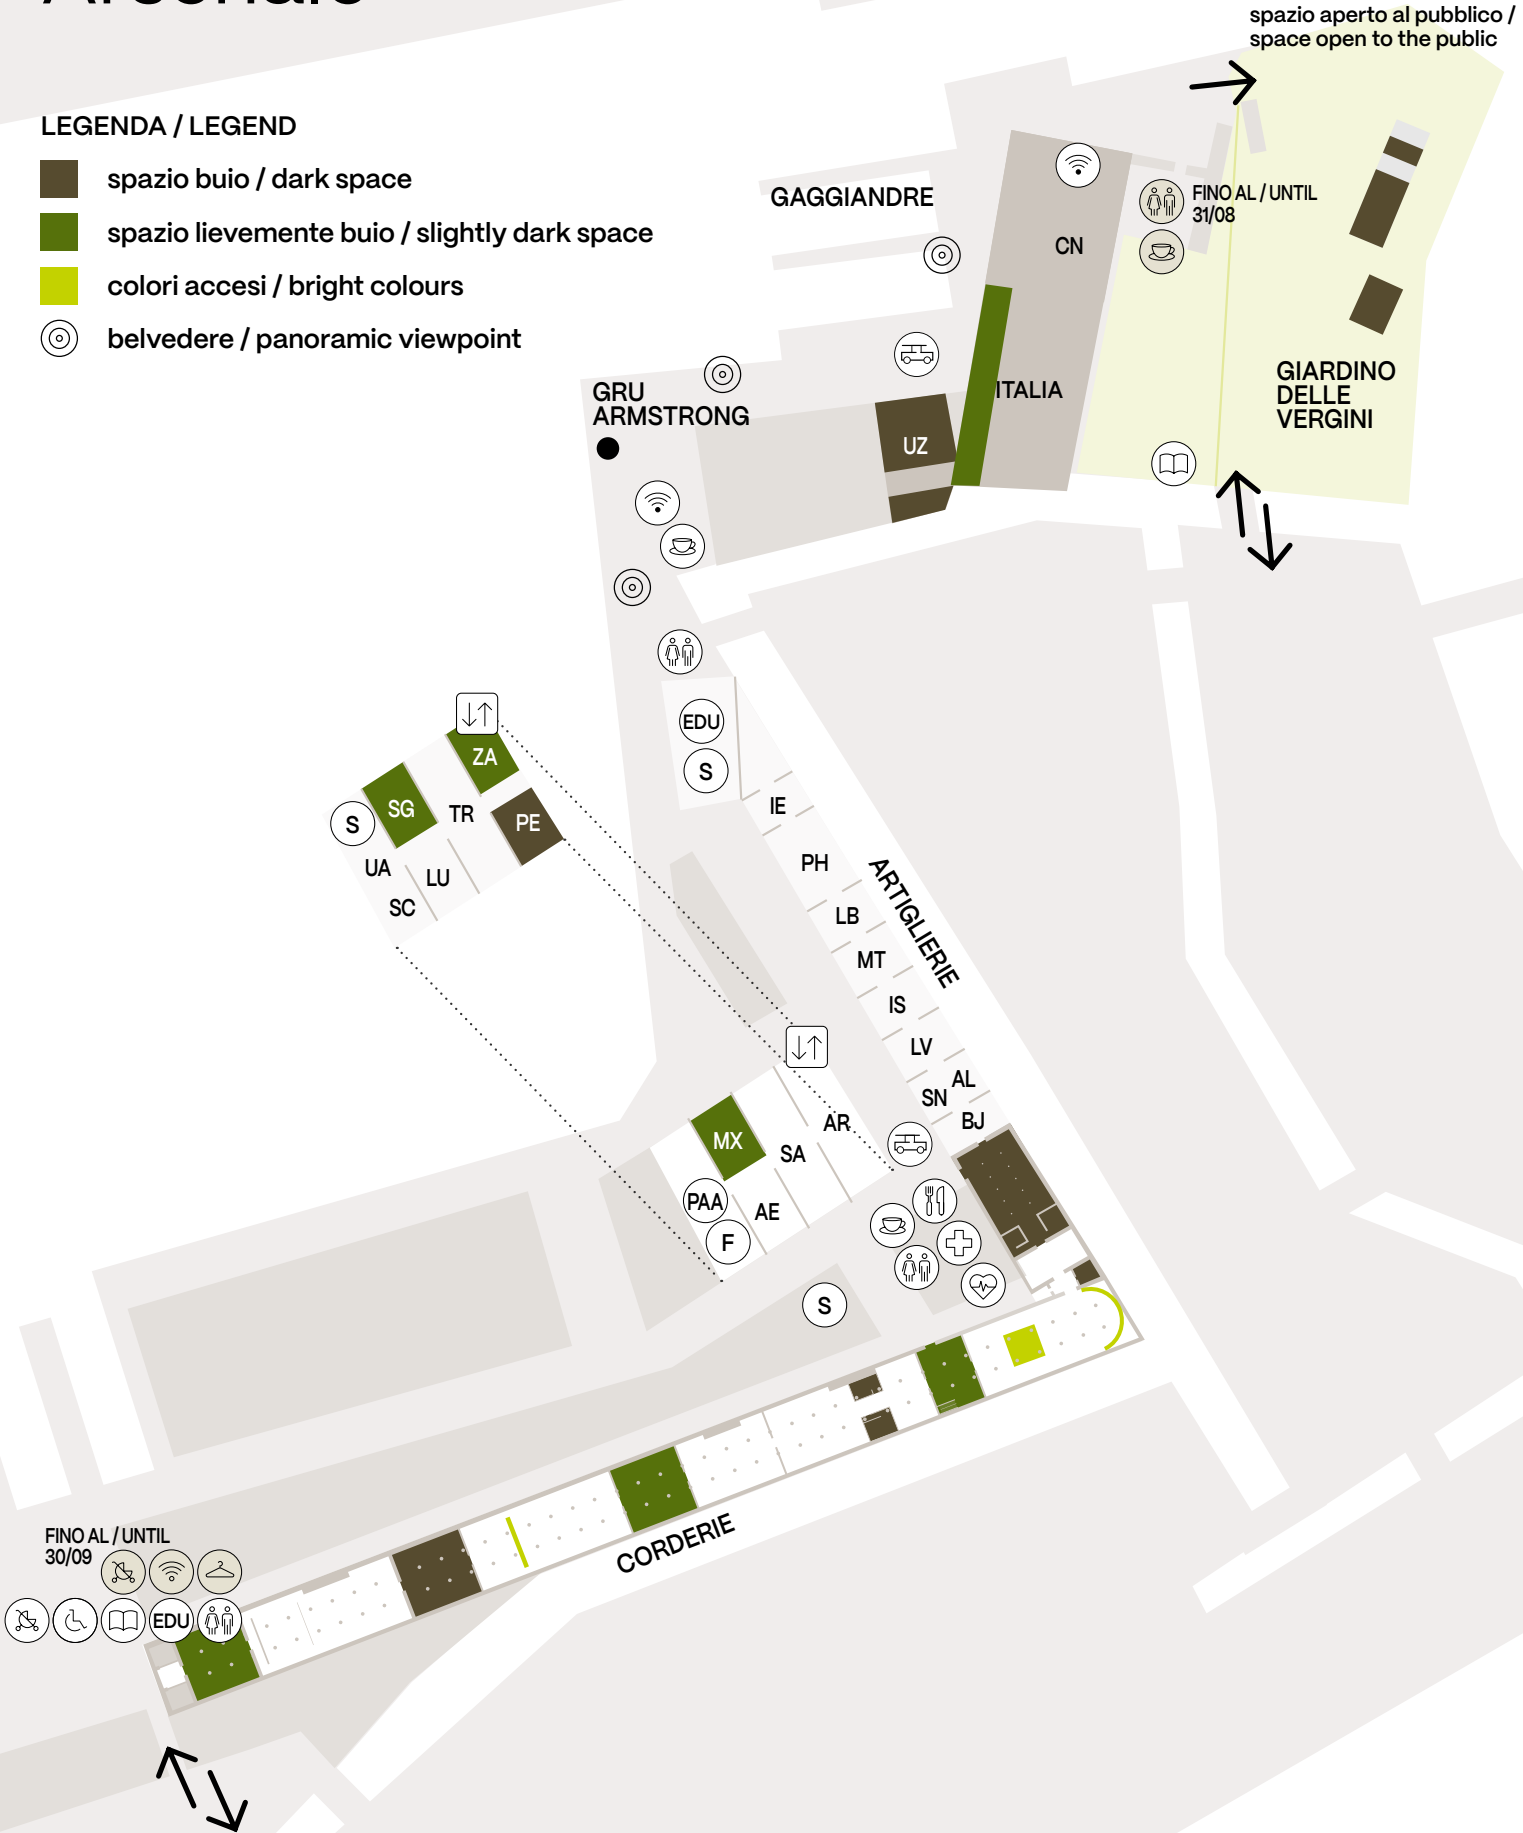 Arsenale
spazio aperto al pubblico /
space open to the public
LEGENDA / LEGEND
spazio buio / dark space
spazio lievemente buio / slightly dark space
colori accesi / bright colours
belvedere / panoramic viewpoint
GAGGIANDRE
FINO AL / UNTIL
31/08
CN
GIARDINO
DELLE
VERGINI
ITALIA
GRU
ARMSTRONG
UZ
EDU
S
ZA
SG
TR
PE
S
UA
LU
SC
IE
PH
LB
MT
IS
LV
AL
SN
BJ
ARTIGLIERIE
MX
AR
SA
PAA
AE
F
S
CORDERIE
FINO AL / UNTIL
30/09
EDU